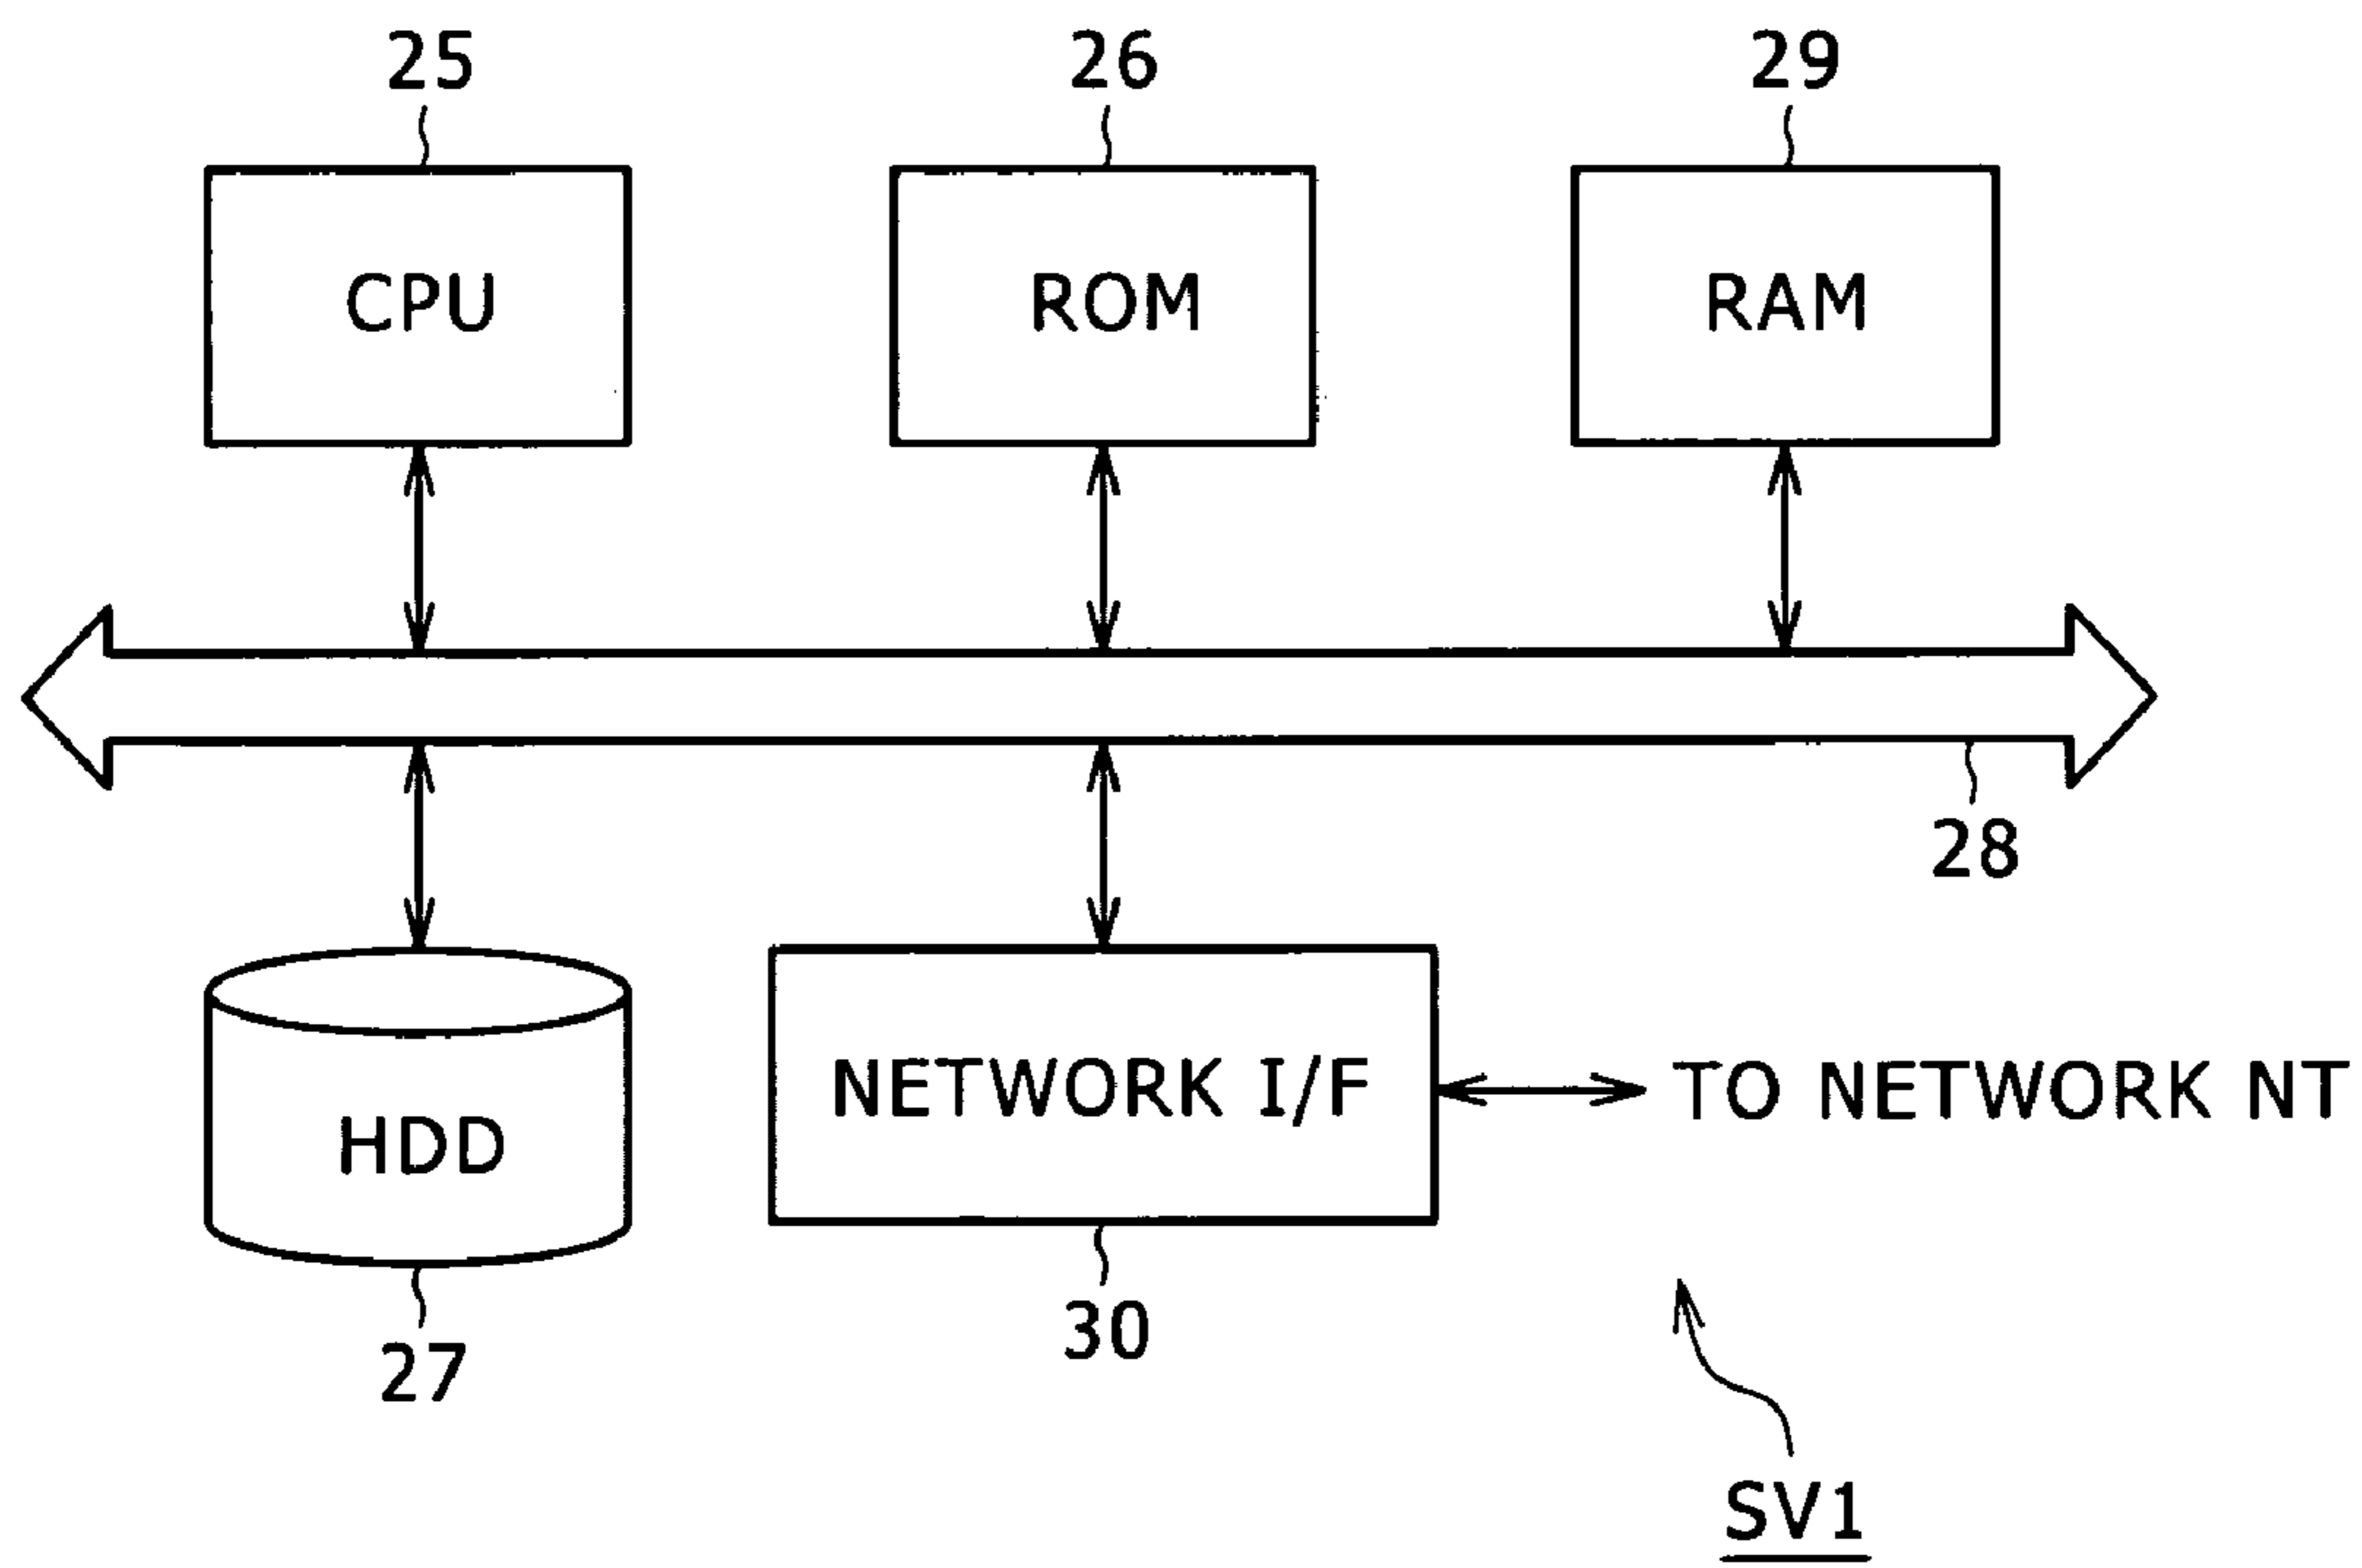 25
26
29
CPU
ROM
RAM
28
HDD
NETWORK I/F
TO NETWORK NT
27
30
SV1